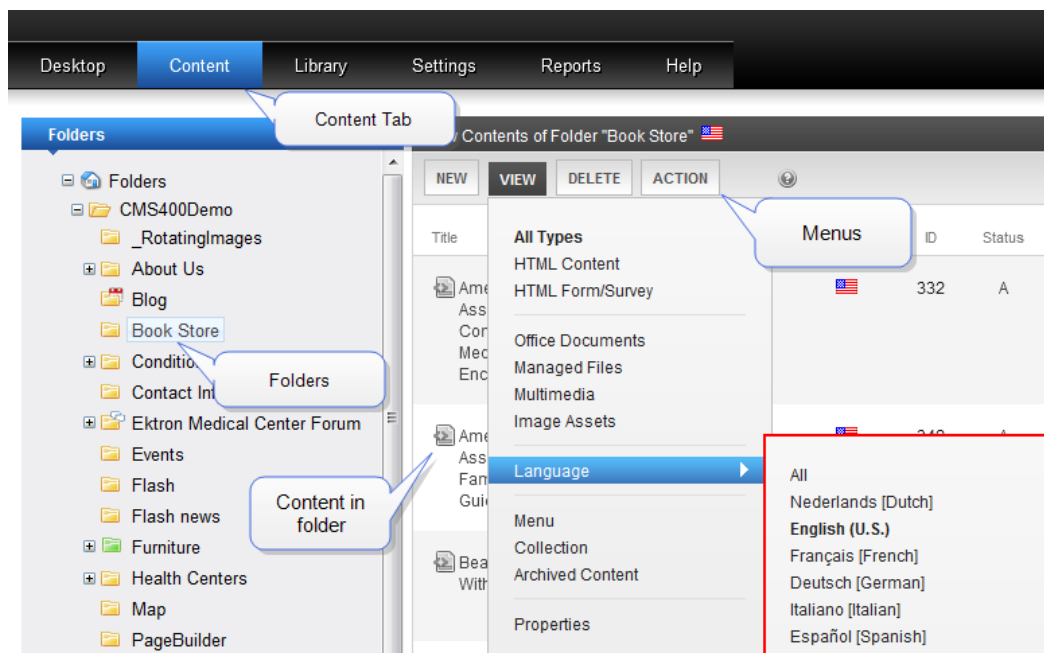 Desktop Content Library Settings Reports Help
Content Tab
Folders
Contents of Folder "Book Store"
NEW VIEW DELETE ACTION
Menus
Folders
CMS400Demo
_RotatingImages
About Us
Blog
Book Store
Folders
Contact
Ektron Medical Center Forum
Events
Flash
Flash news
Content in
folder
Furniture
Health Centers
Map
PageBuilder
Title ID Status
332 A
All Types
HTML Content
HTML Form/Survey
Office Documents
Managed Files
Multimedia
Image Assets
Language
Menu
Collection
Archived Content
Properties
All
Nederlands [Dutch]
English (U.S.)
Français [French]
Deutsch [German]
Italiano [Italian]
Español [Spanish]